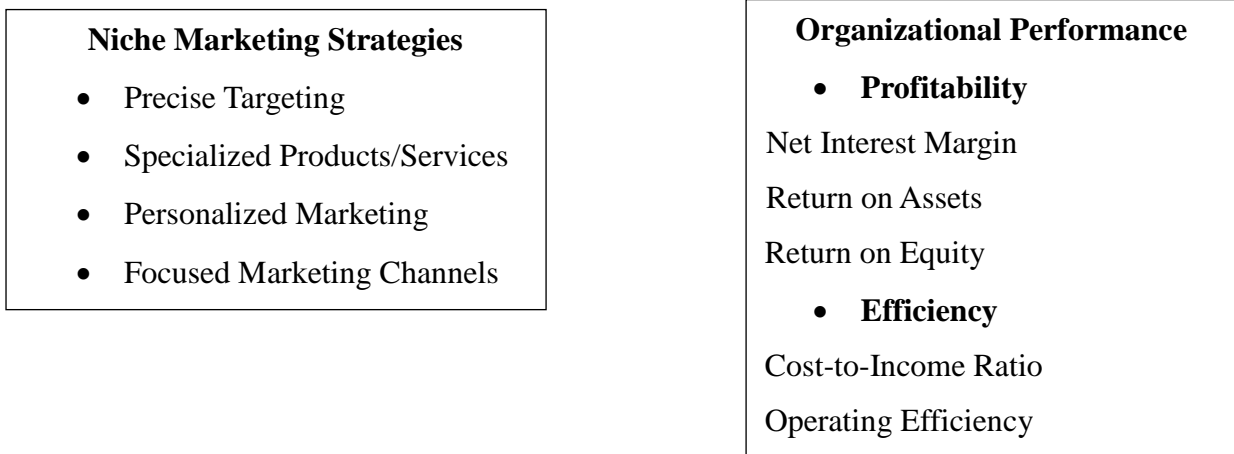 Niche Marketing Strategies
• Precise Targeting
• Specialized Products/Services
• Personalized Marketing
• Focused Marketing Channels
Organizational Performance
• Profitability
Net Interest Margin
Return on Assets
Return on Equity
• Efficiency
Cost-to-Income Ratio
Operating Efficiency